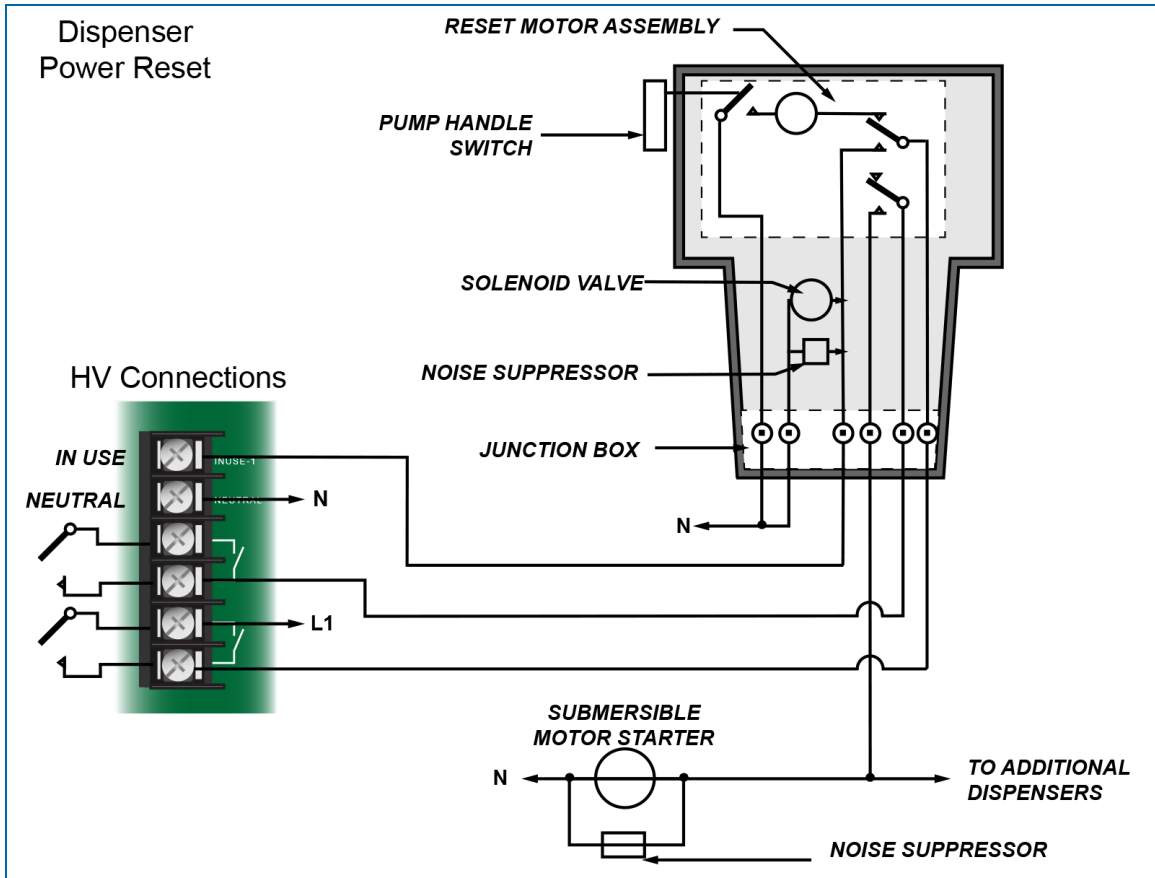 Dispenser
Power Reset
RESET MOTOR ASSEMBLY
PUMP HANDLE
SWITCH
SOLENOID VALVE
NOISE SUPPRESSOR
HV Connections
JUNCTION BOX
IN USE
INUSE-1
NEUTRAL
NEUTRAL
N
N
L1
SUBMERSIBLE
MOTOR STARTER
N
TO ADDITIONAL
DISPENSERS
NOISE SUPPRESSOR